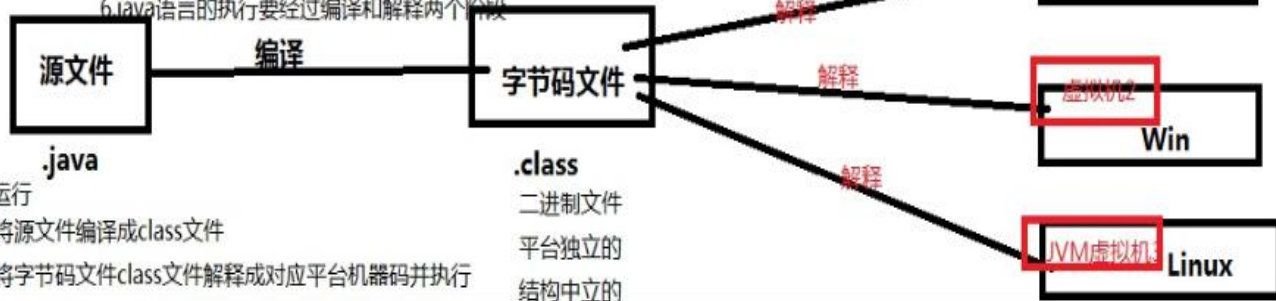 6.java语言的执行要经过编译和解释两个阶段
解释
源文件
编译
字节码文件
解释
虚拟机2
Win
.java
.class
解释
运行
二进制文件
将源文件编译成class文件
平台独立的
JVM虚拟机3
Linux
将字节码文件class文件解释成对应平台机器码并执行
结构中立的